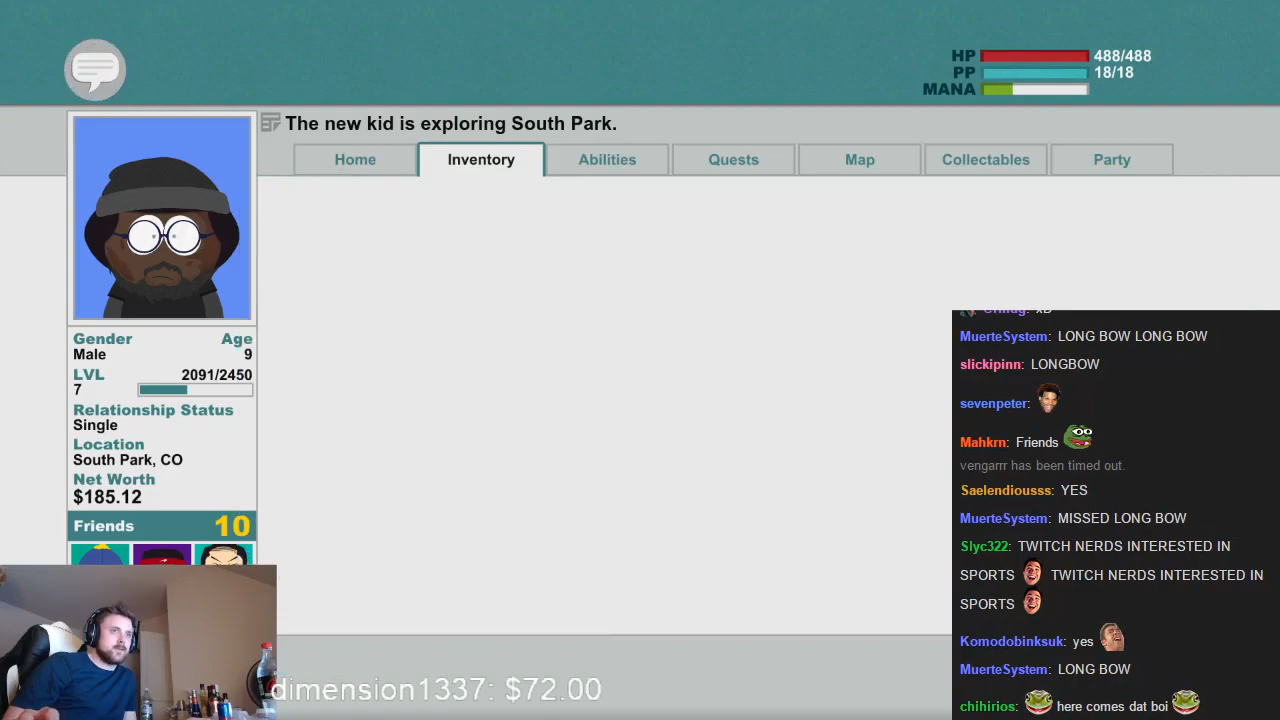 HP 488/488
PP 18/18
MANA
The new kid is exploring South Park.
Home Inventory Abilities Quests Map Collectables Party
Gender Age
Male 9
LVL 2091/2450
7
Relationship Status
Single
Location
South Park, CO
Net Worth
$185.12
Friends 10
dimension1337: $72.00
xD
MuerteSystem: LONG BOW LONG BOW
slickipinn: LONGBOW
sevenpeter:
Mahkrn: Friends
vengarrr has been timed out.
Saelendiousss: YES
MuerteSystem: MISSED LONG BOW
Slyc322: TWITCH NERDS INTERESTED IN
SPORTS TWITCH NERDS INTERESTED IN
SPORTS
Komodobinksuk: yes
MuerteSystem: LONG BOW
chihirios: here comes dat boi